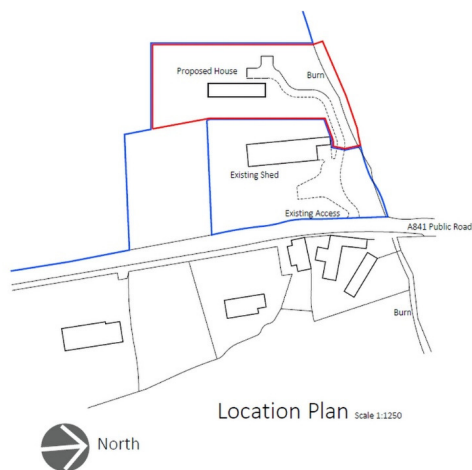 Proposed House
Burn
Existing Shed
Existing Access
A841 Public Road
Burn
Location Plan Scale 1:1250
North